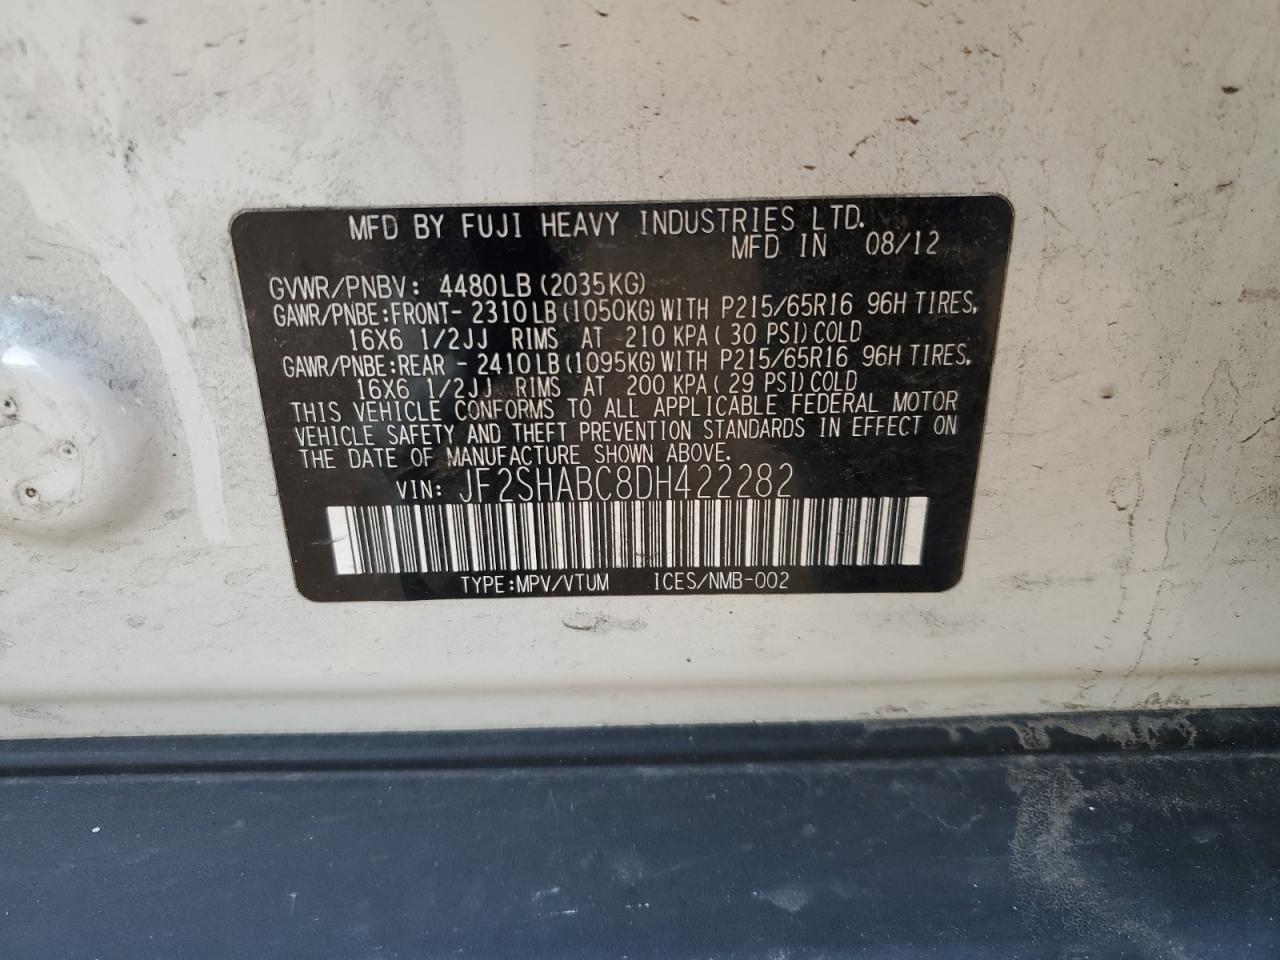 MFD BY FUJI HEAVY INDUSTRIES LTD.
MFD IN 08/12
GVWR/PNBV: 4480LB (2035KG)
GAWR/PNBE:FRONT- 2310LB (1050KG) WITH P215/65R16 96H TIRES,
16X6 1/2JJ RIMS AT 210 KPA ( 30 PSI) COLD
GAWR/PNBE:REAR - 2410LB (1095KG) WITH P215/65R16 96H TIRES,
16X6 1/2JJ RIMS AT 200 KPA ( 29 PSI) COLD
THIS VEHICLE CONFORMS TO ALL APPLICABLE FEDERAL MOTOR
VEHICLE SAFETY AND THEFT PREVENTION STANDARDS IN EFFECT ON
THE DATE OF MANUFACTURE SHOWN ABOVE.
VIN: JF2SHABC8DH422282
TYPE:MPV/VTUM ICES/NMB-002